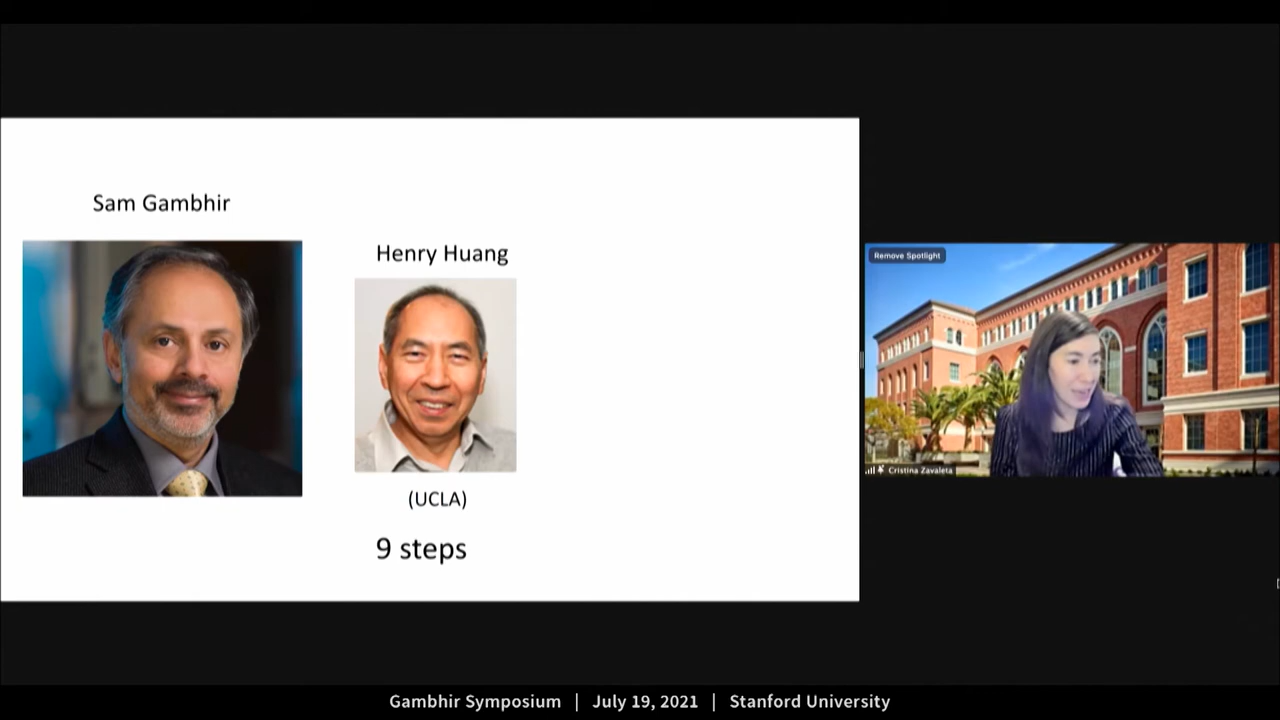 Sam Gambhir
Henry Huang
(UCLA)
9 steps
Remove Spotlight
Cristina Zavaleta
Gambhir Symposium | July 19, 2021 | Stanford University